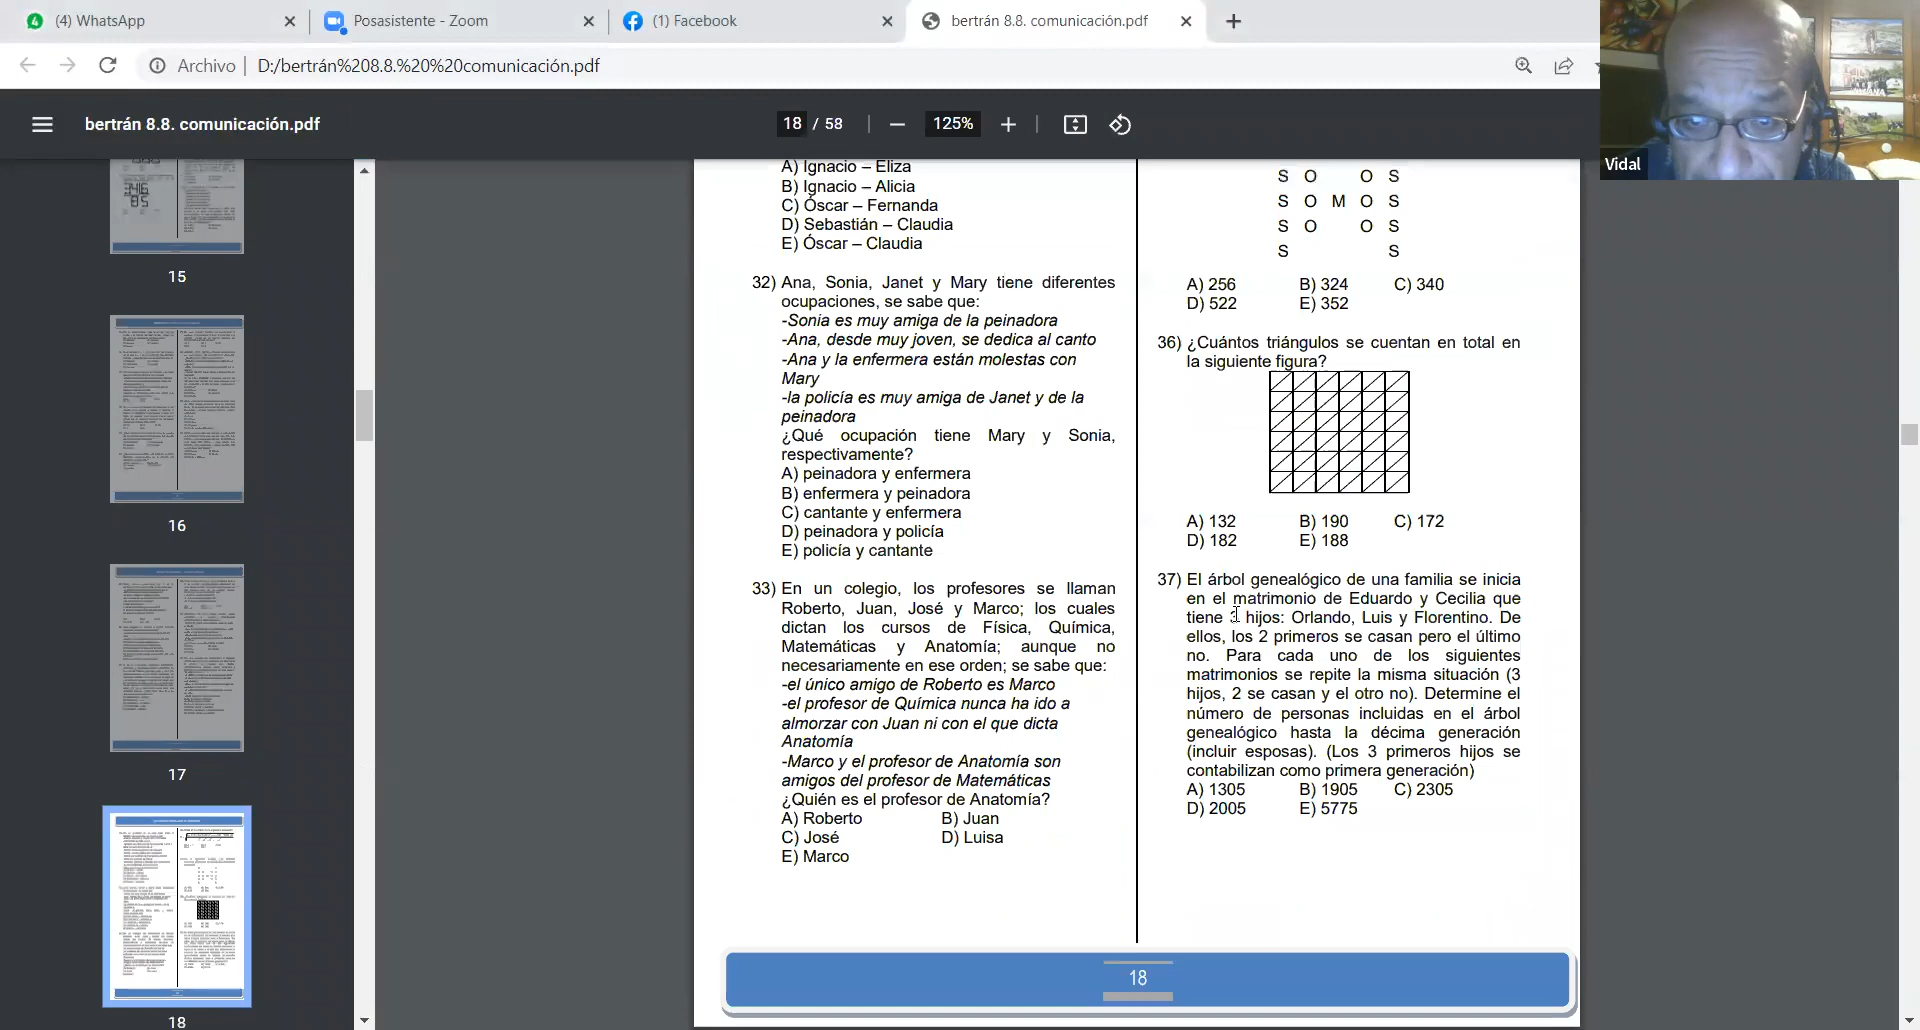 (4) WhatsApp
Posasistente - Zoom
(1) Facebook
bertrán 8.8. comunicación.pdf
Archivo
D:/bertrán%208.8.%20%20comunicación.pdf
bertrán 8.8. comunicación.pdf
18 / 58
125%
Vidal
15
16
17
18
A) Ignacio – Eliza
B) Ignacio – Alicia
C) Óscar – Fernanda
D) Sebastián – Claudia
E) Óscar – Claudia
32) Ana, Sonia, Janet y Mary tiene diferentes
ocupaciones, se sabe que:
-Sonia es muy amiga de la peinadora
-Ana, desde muy joven, se dedica al canto
-Ana y la enfermera están molestas con
Mary
-la policía es muy amiga de Janet y de la
peinadora
¿Qué ocupación tiene Mary y Sonia,
respectivamente?
A) peinadora y enfermera
B) enfermera y peinadora
C) cantante y enfermera
D) peinadora y policía
E) policía y cantante
33) En un colegio, los profesores se llaman
Roberto, Juan, José y Marco; los cuales
dictan los cursos de Física, Química,
Matemáticas y Anatomía; aunque no
necesariamente en ese orden; se sabe que:
-el único amigo de Roberto es Marco
-el profesor de Química nunca ha ido a
almorzar con Juan ni con el que dicta
Anatomía
-Marco y el profesor de Anatomía son
amigos del profesor de Matemáticas
¿Quién es el profesor de Anatomía?
A) Roberto B) Juan
C) José D) Luisa
E) Marco
S O O S
S O M O S
S O O S
S S
A) 256 B) 324 C) 340
D) 522 E) 352
36) ¿Cuántos triángulos se cuentan en total en
la siguiente figura?
A) 132 B) 190 C) 172
D) 182 E) 188
37) El árbol genealógico de una familia se inicia
en el matrimonio de Eduardo y Cecilia que
tiene 3 hijos: Orlando, Luis y Florentino. De
ellos, los 2 primeros se casan pero el último
no. Para cada uno de los siguientes
matrimonios se repite la misma situación (3
hijos, 2 se casan y el otro no). Determine el
número de personas incluidas en el árbol
genealógico hasta la décima generación
(incluir esposas). (Los 3 primeros hijos se
contabilizan como primera generación)
A) 1305 B) 1905 C) 2305
D) 2005 E) 5775
18